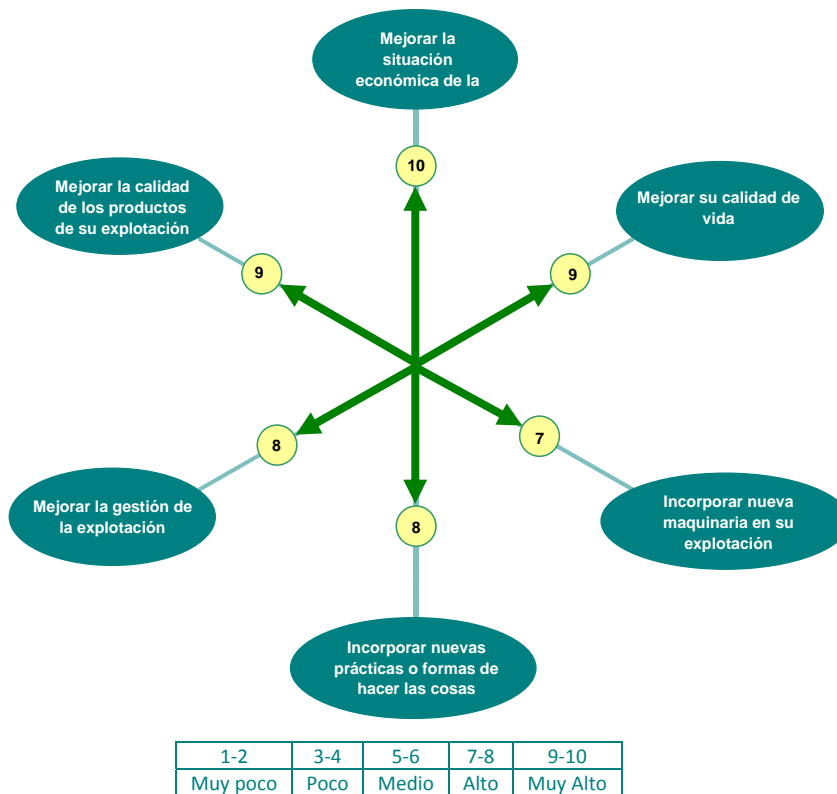 Mejorar la
situación
económica de la
10
Mejorar la calidad
de los productos
de su explotación
9
Mejorar su calidad de
vida
9
8
Mejorar la gestión de
la explotación
7
Incorporar nueva
maquinaria en su
explotación
8
Incorporar nuevas
prácticas o formas de
hacer las cosas
1-2 3-4 5-6 7-8 9-10
Muy poco Poco Medio Alto Muy Alto